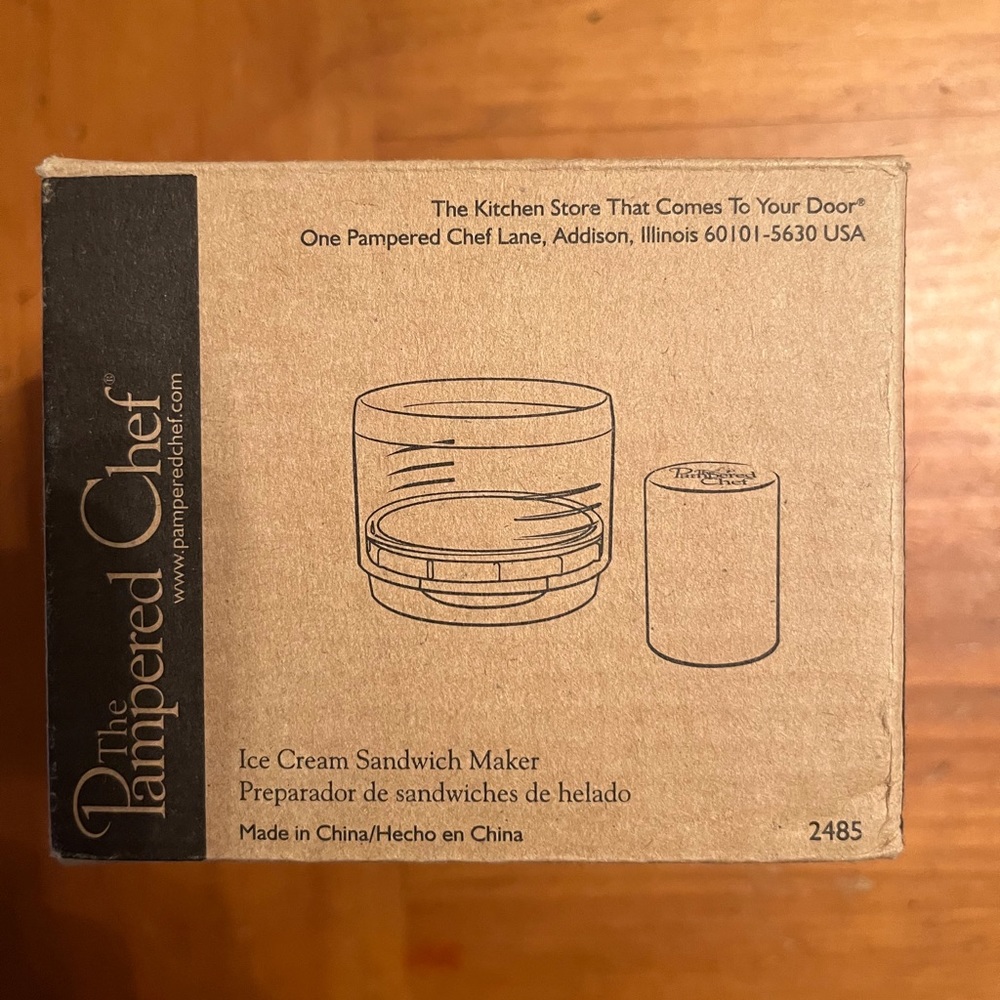 The Kitchen Store That Comes To Your Door®
One Pampered Chef Lane, Addison, Illinois 60101-5630 USA
The
Pampered Chef®
www.pamperedchef.com
The
Pampered
Chef
Ice Cream Sandwich Maker
Preparador de sandwiches de helado
Made in China/Hecho en China
2485